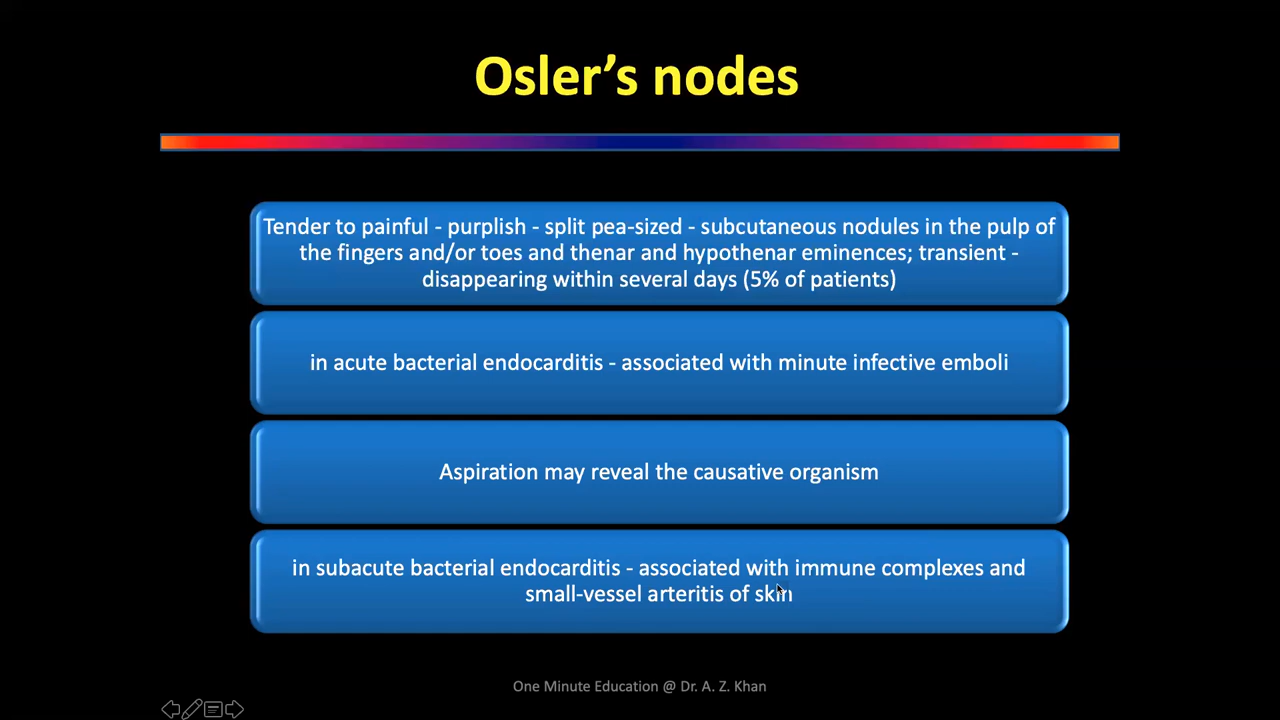 Osler’s nodes
Tender to painful - purplish - split pea-sized - subcutaneous nodules in the pulp of
the fingers and/or toes and thenar and hypothenar eminences; transient -
disappearing within several days (5% of patients)
in acute bacterial endocarditis - associated with minute infective emboli
Aspiration may reveal the causative organism
in subacute bacterial endocarditis - associated with immune complexes and
small-vessel arteritis of skin
One Minute Education @ Dr. A. Z. Khan